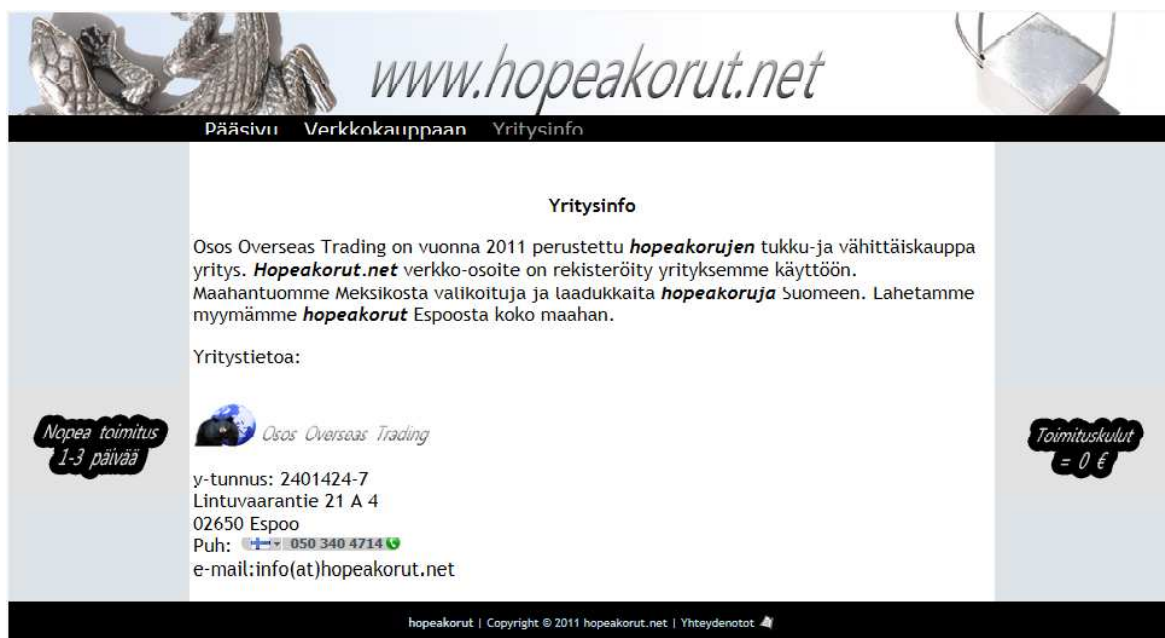 www.hopeakorut.net
Pääsivu Verkkokauppaan Yritysinfo
Yritysinfo
Osos Overseas Trading on vuonna 2011 perustettu hopeakorujen tukku-ja vähittäiskauppa
yritys. Hopeakorut.net verkko-osoite on rekisteröity yrityksemme käyttöön.
Maahantuomme Meksikosta valikoituja ja laadukkaita hopeakoruja Suomeen. Lähetämme
myymämme hopeakorut Espoosta koko maahan.
Yritystietoa:
Osos Overseas Trading
Nopea toimitus
1-3 päivää
Toimituskulut
= 0 €
y-tunnus: 2401424-7
Lintuvaarantie 21 A 4
02650 Espoo
Puh: 050 340 4714
e-mail:info(at)hopeakorut.net
hopeakorut | Copyright © 2011 hopeakorut.net | Yhteydenotot